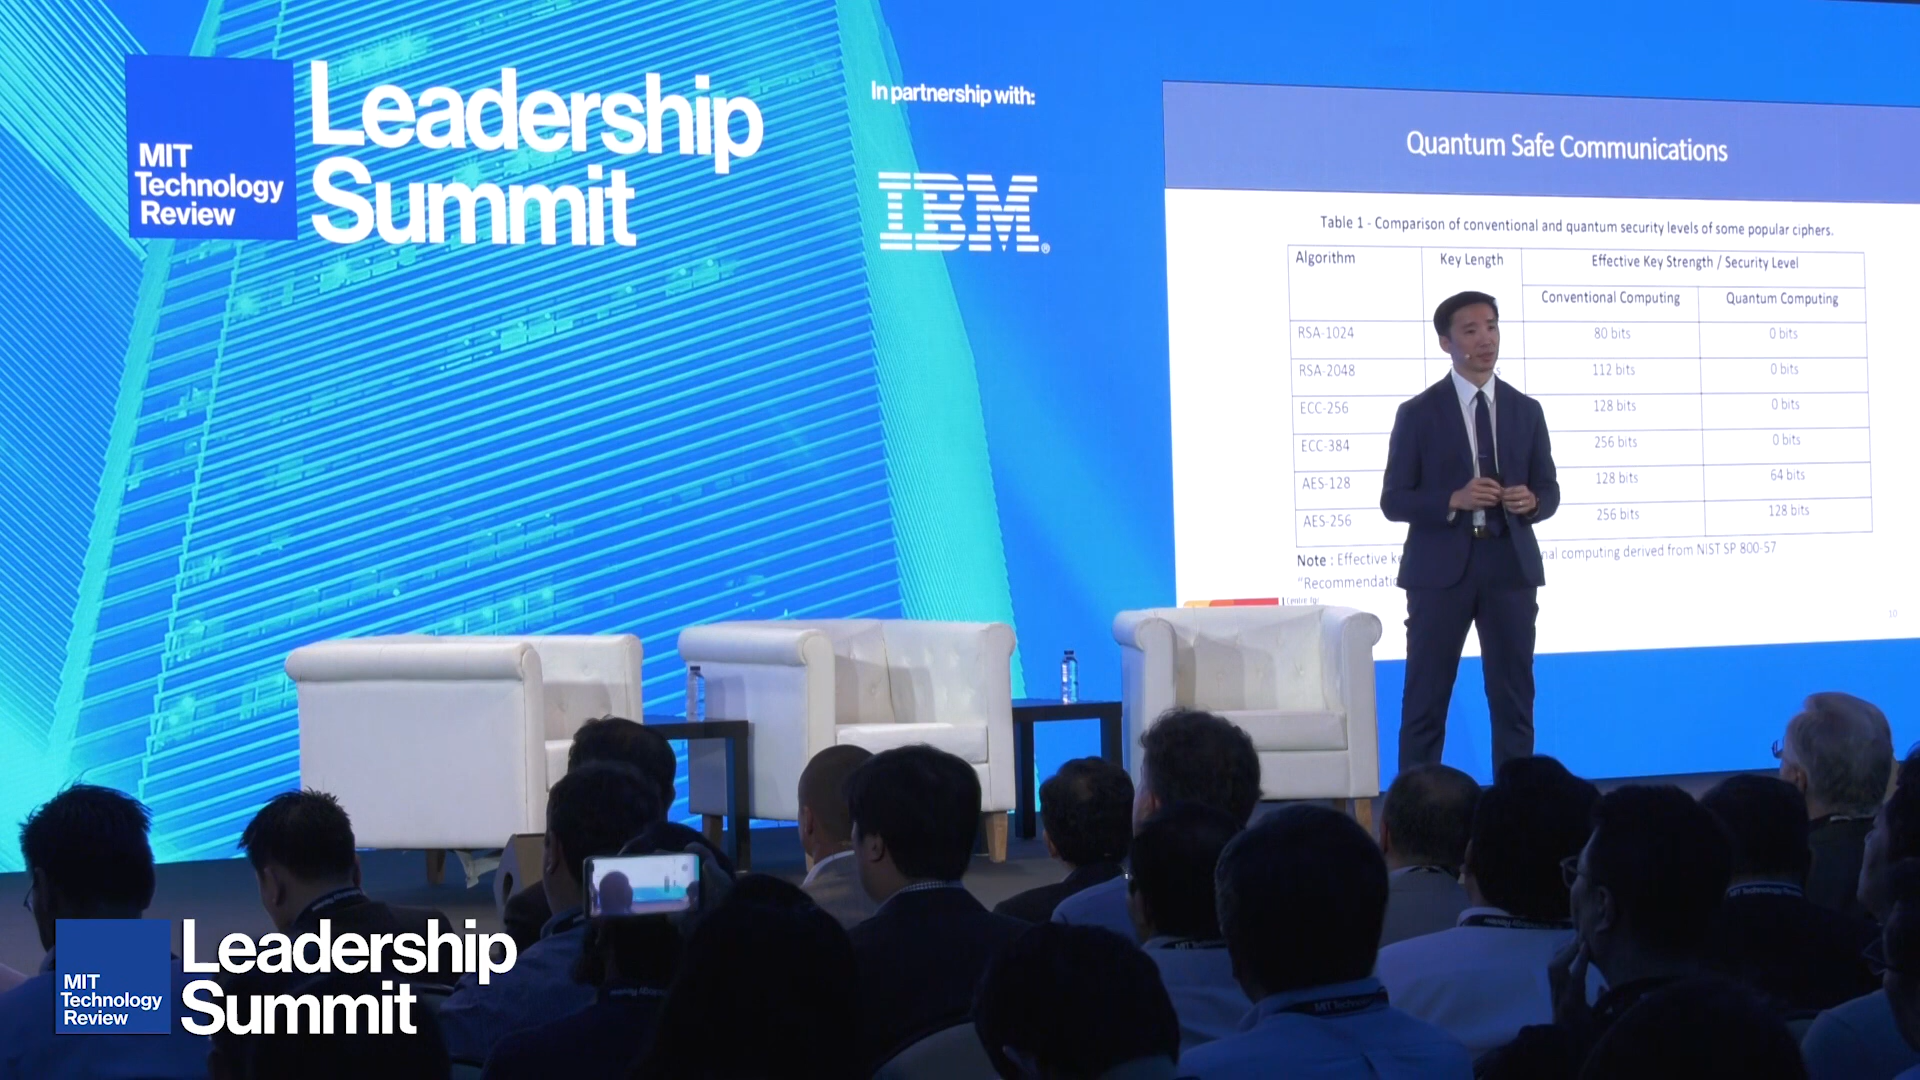 MIT
Technology
Review
Leadership
Summit
In partnership with:
IBM®
Quantum Safe Communications
Table 1 - Comparison of conventional and quantum security levels of some popular ciphers.
Algorithm
Key Length
Effective Key Strength / Security Level
Conventional Computing
Quantum Computing
RSA-1024
80 bits
0 bits
RSA-2048
112 bits
0 bits
ECC-256
128 bits
0 bits
ECC-384
256 bits
0 bits
AES-128
128 bits
64 bits
AES-256
256 bits
128 bits
Note : Effective computing derived from NIST SP 800-57
10
MIT
Technology
Review
Leadership
Summit